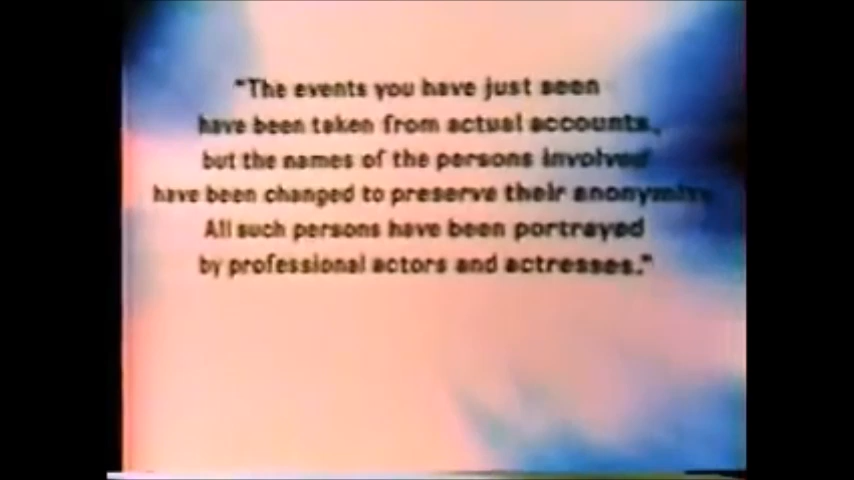 "The events you have just seen
have been taken from actual accounts,
but the names of the persons involved
have been changed to preserve their anonymity.
All such persons have been portrayed
by professional actors and actresses."